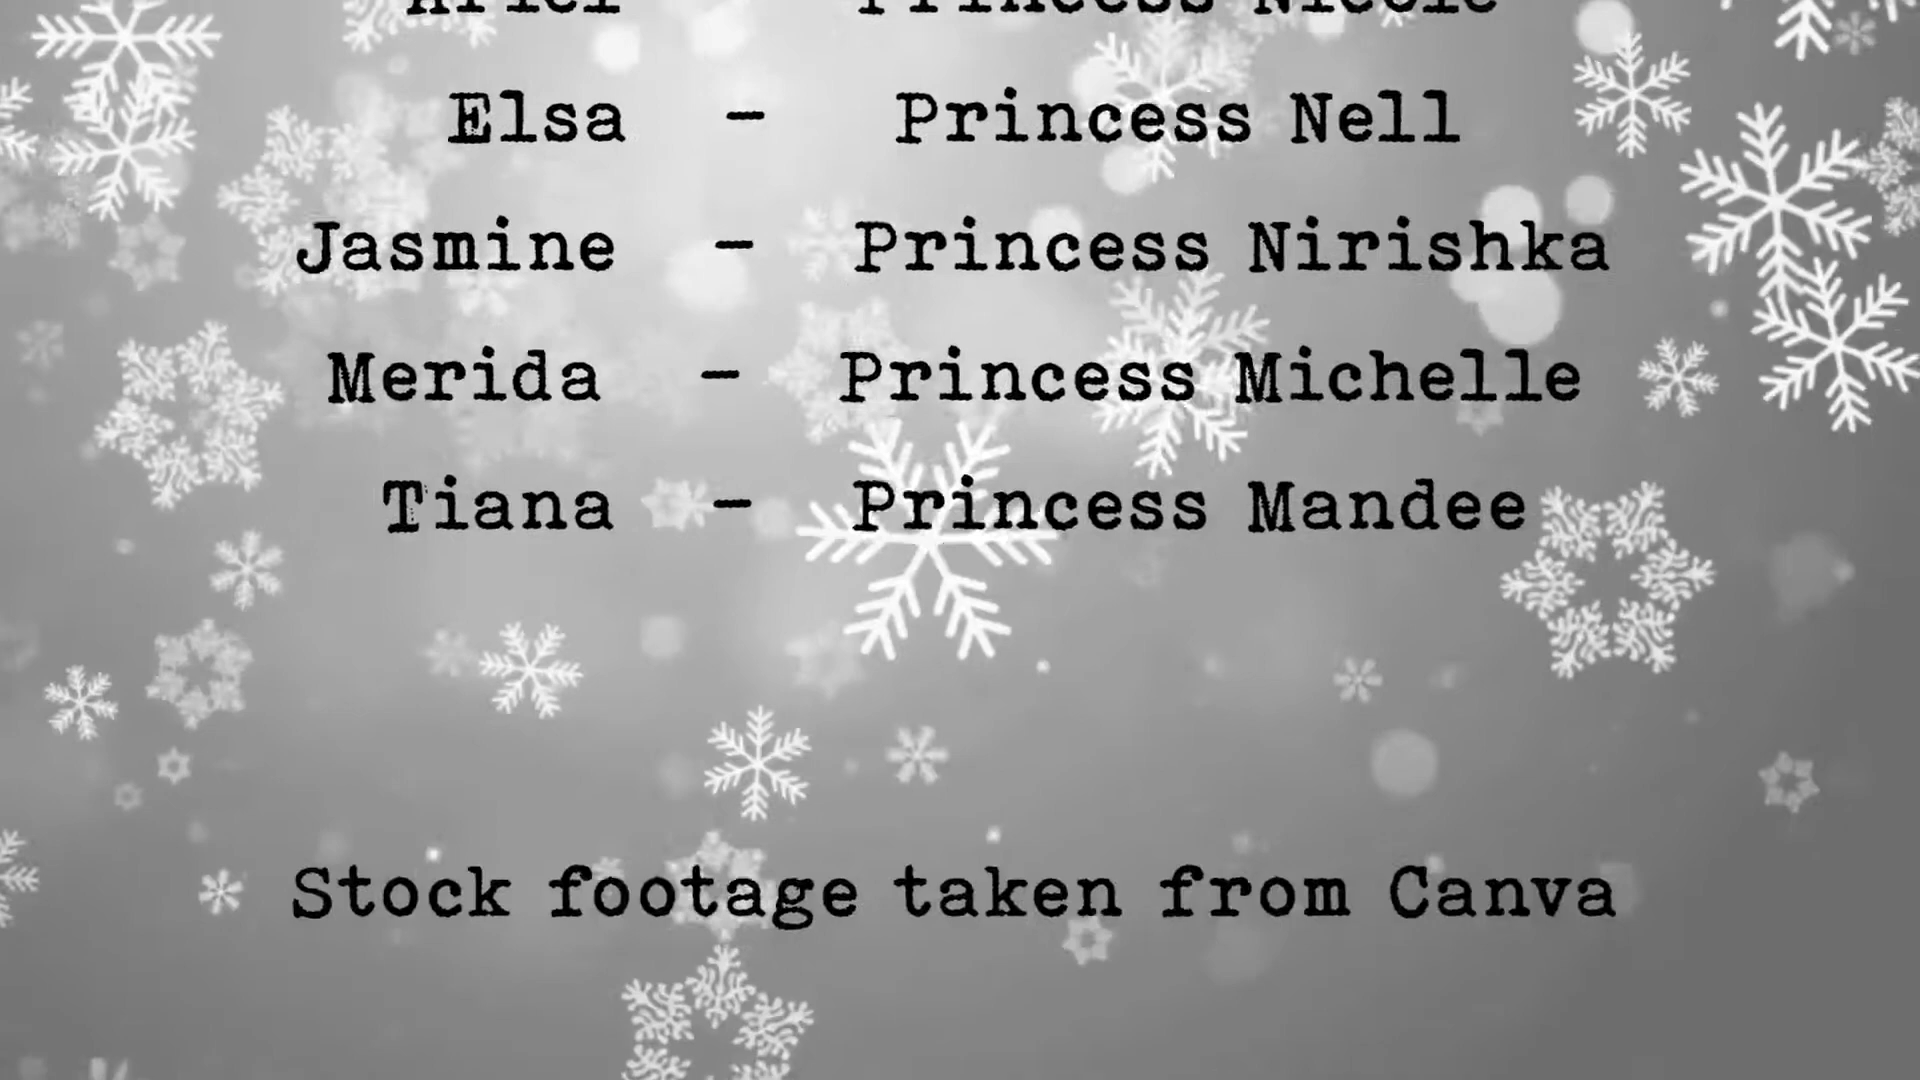 Ariel - Princess Nicole
Elsa - Princess Nell
Jasmine - Princess Nirishka
Merida - Princess Michelle
Tiana - Princess Mandee
Stock footage taken from Canva